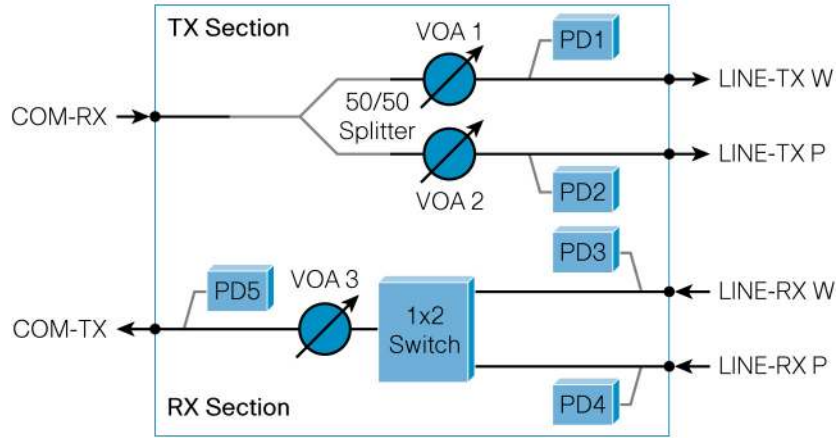 TX Section
VOA 1
PD1
LINE-TX W
COM-RX
50/50
Splitter
LINE-TX P
VOA 2
PD2
PD3
PD5
VOA 3
LINE-RX W
1x2
Switch
COM-TX
LINE-RX P
RX Section
PD4